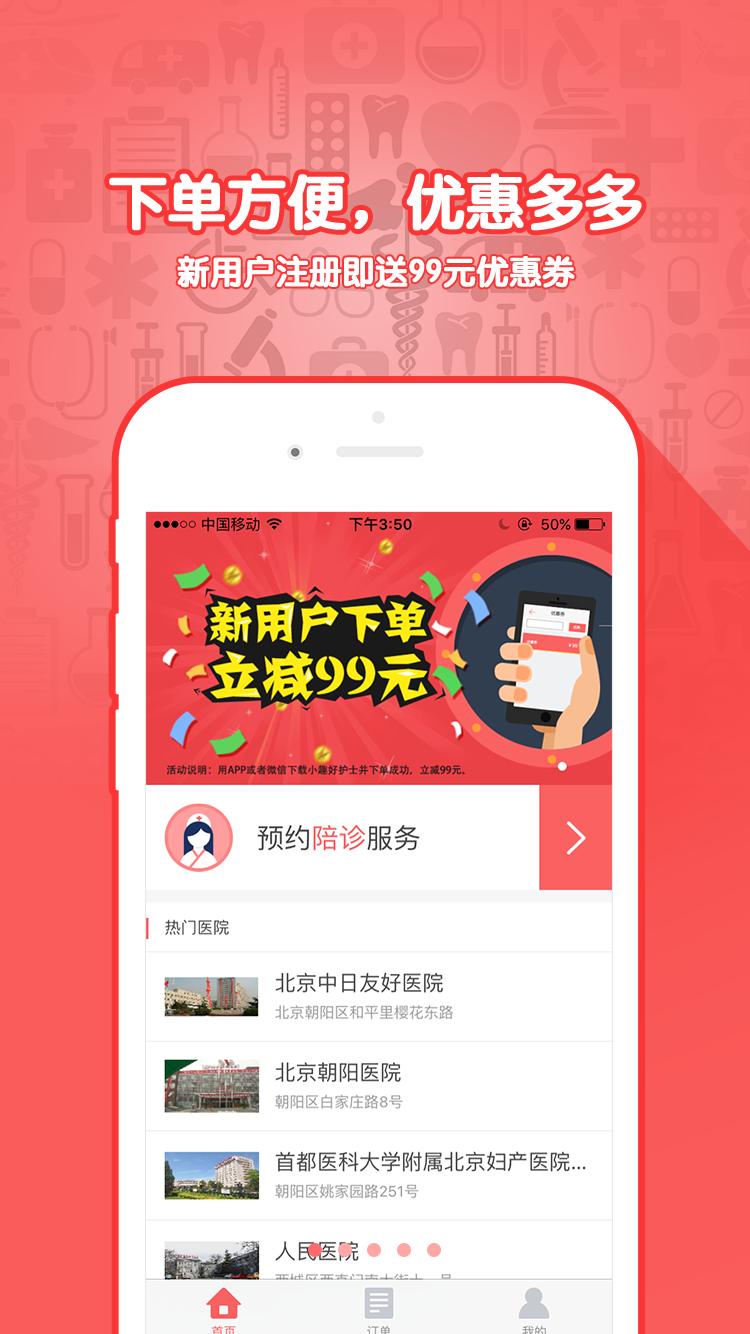 下单方便，优惠多多
新用户注册即送99元优惠券
中国移动 下午3:50 50%
优惠券
新用户下单
立减99元
活动说明：用APP或者微信下载小趣好护士并下单成功，立减99元。
预约陪诊服务
热门医院
北京中日友好医院
北京朝阳区和平里樱花东路
北京朝阳医院
朝阳区白家庄路8号
首都医科大学附属北京妇产医院...
朝阳区姚家园路251号
人民医院
首页 订单 我的